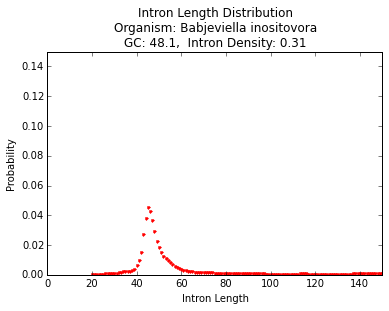 Intron Length Distribution
Organism: Babjeviella inositovora
GC: 48.1,  Intron Density: 0.31
0.14
0.12
0.10
0.08
0.06
0.04
0.02
0.00
Probability
0 20 40 60 80 100 120 140
Intron Length